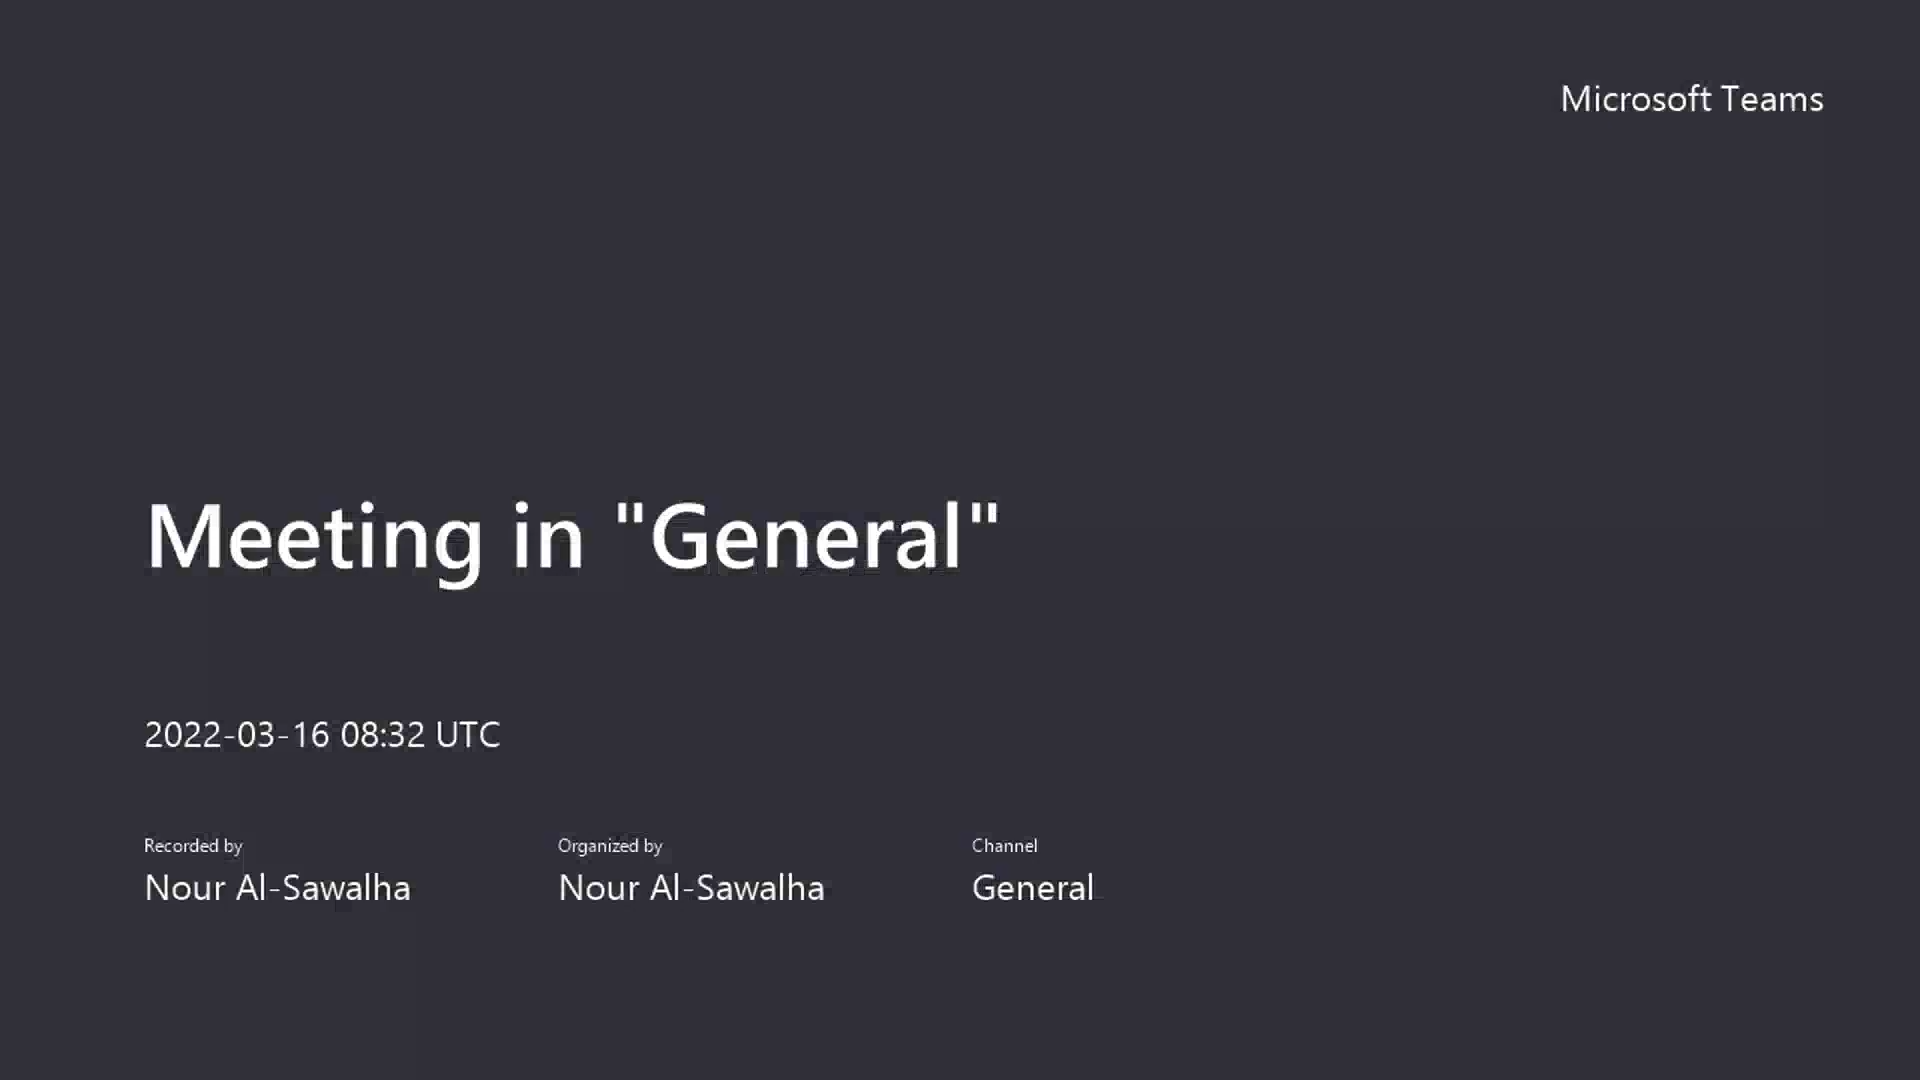 Microsoft Teams
Meeting in "General"
2022-03-16 08:32 UTC
Recorded by
Nour Al-Sawalha
Organized by
Nour Al-Sawalha
Channel
General